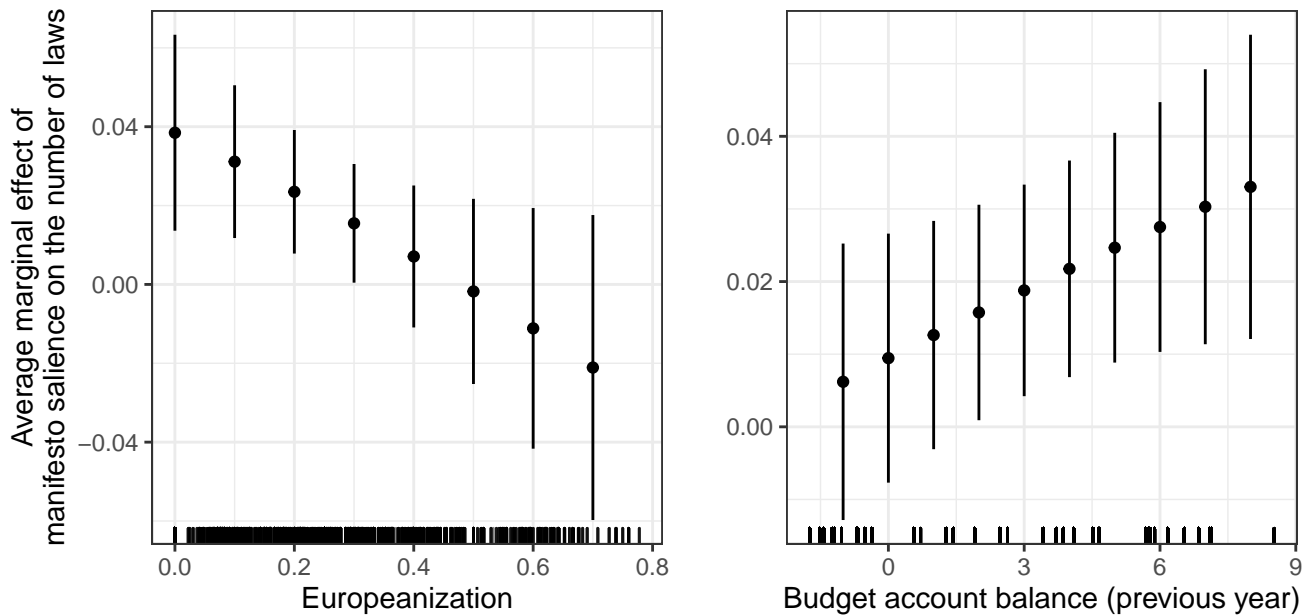 Average marginal effect of
manifesto salience on the number of laws
0.04
0.00
−0.04
0.0 0.2 0.4 0.6 0.8
Europeanization
0.04
0.02
0.00
0 3 6 9
Budget account balance (previous year)